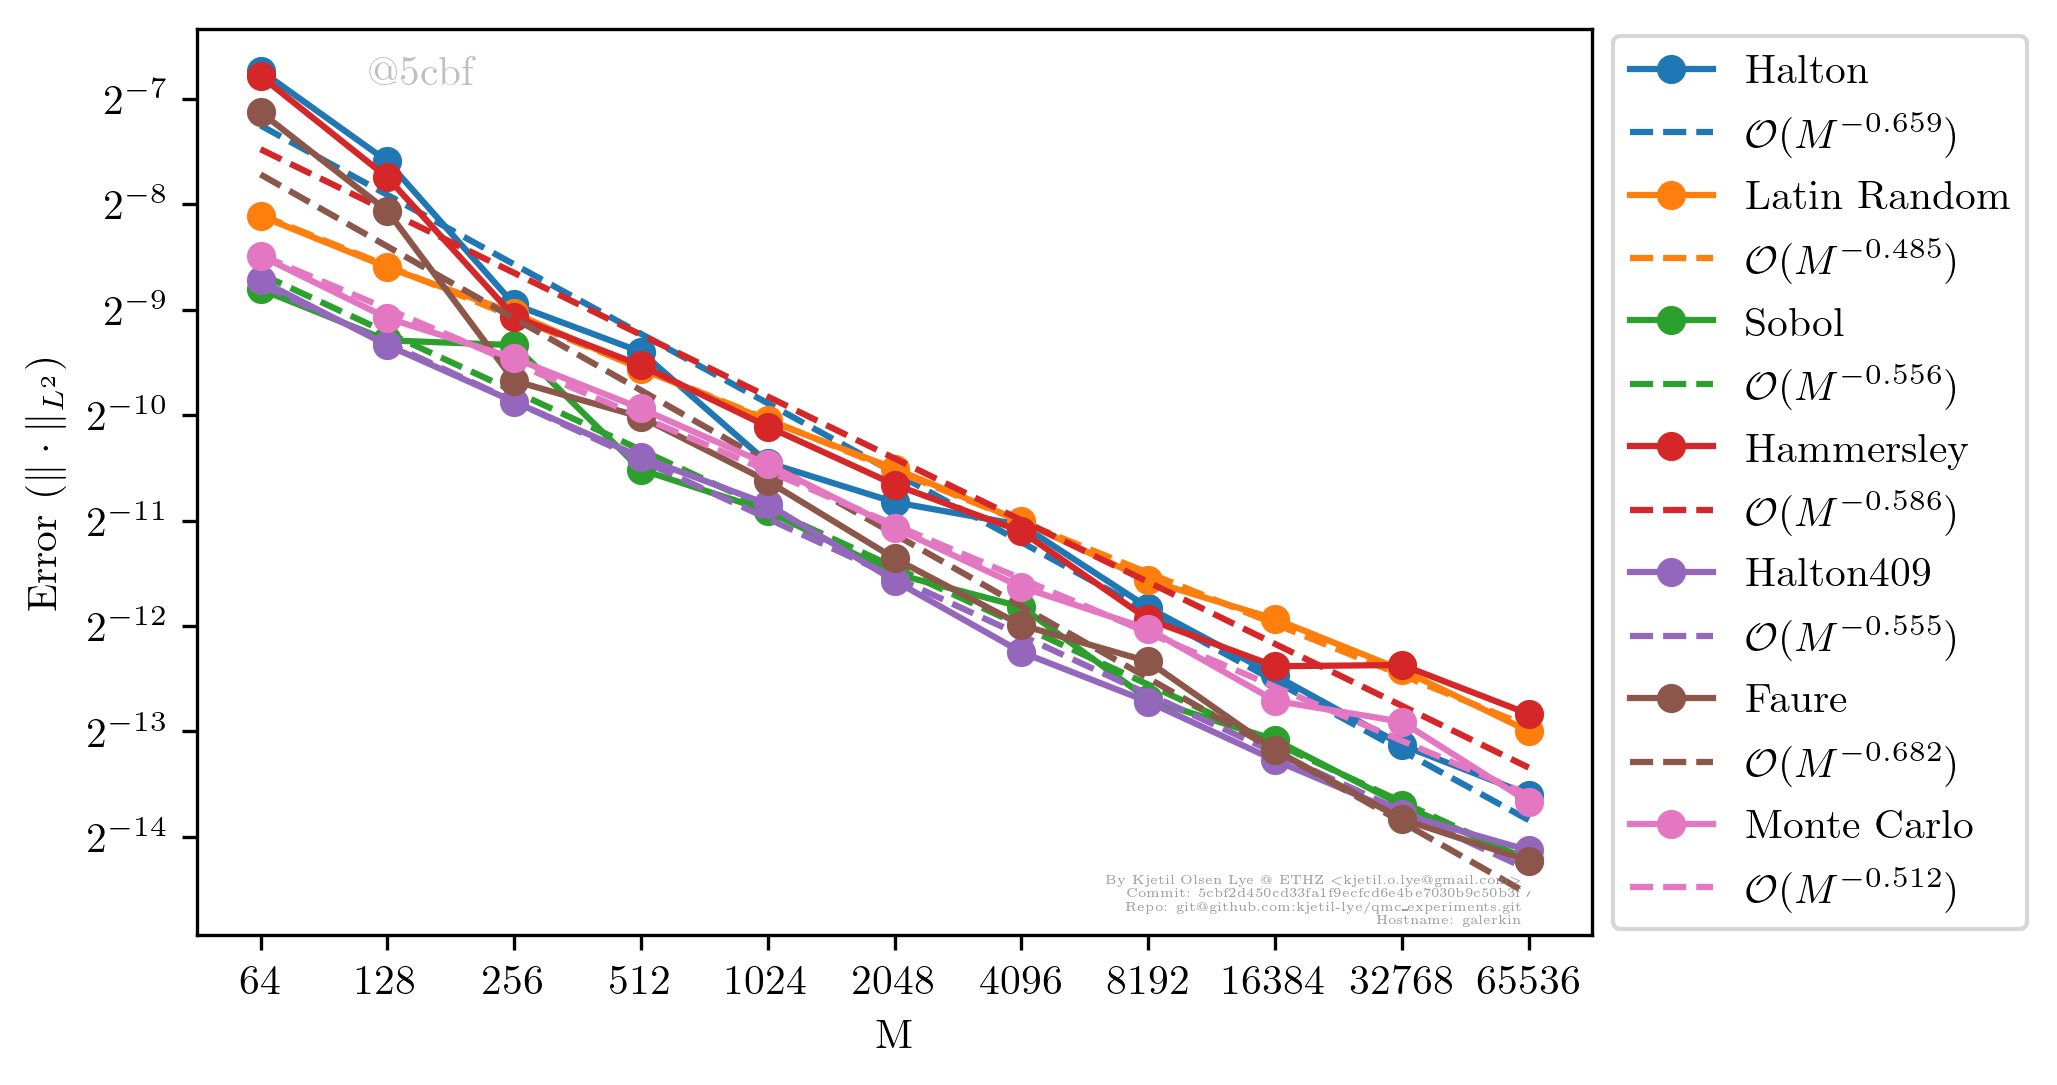 @5cbf
2⁻⁷
2⁻⁸
2⁻⁹
2⁻¹⁰
2⁻¹¹
2⁻¹²
2⁻¹³
2⁻¹⁴
Error (||·||_{L²})
64 128 256 512 1024 2048 4096 8192 16384 32768 65536
M
By Kjetil Olsen Lye @ ETHZ <kjetil.o.lye@gmail.com>
Commit: 5cbf2d450cd33fa1f9ecfcd6e4be7030b9c50b3f
Repo: git@github.com:kjetil-lye/qmc_experiments.git
Hostname: galerkin
Halton
𝒪(M^{−0.659})
Latin Random
𝒪(M^{−0.485})
Sobol
𝒪(M^{−0.556})
Hammersley
𝒪(M^{−0.586})
Halton409
𝒪(M^{−0.555})
Faure
𝒪(M^{−0.682})
Monte Carlo
𝒪(M^{−0.512})